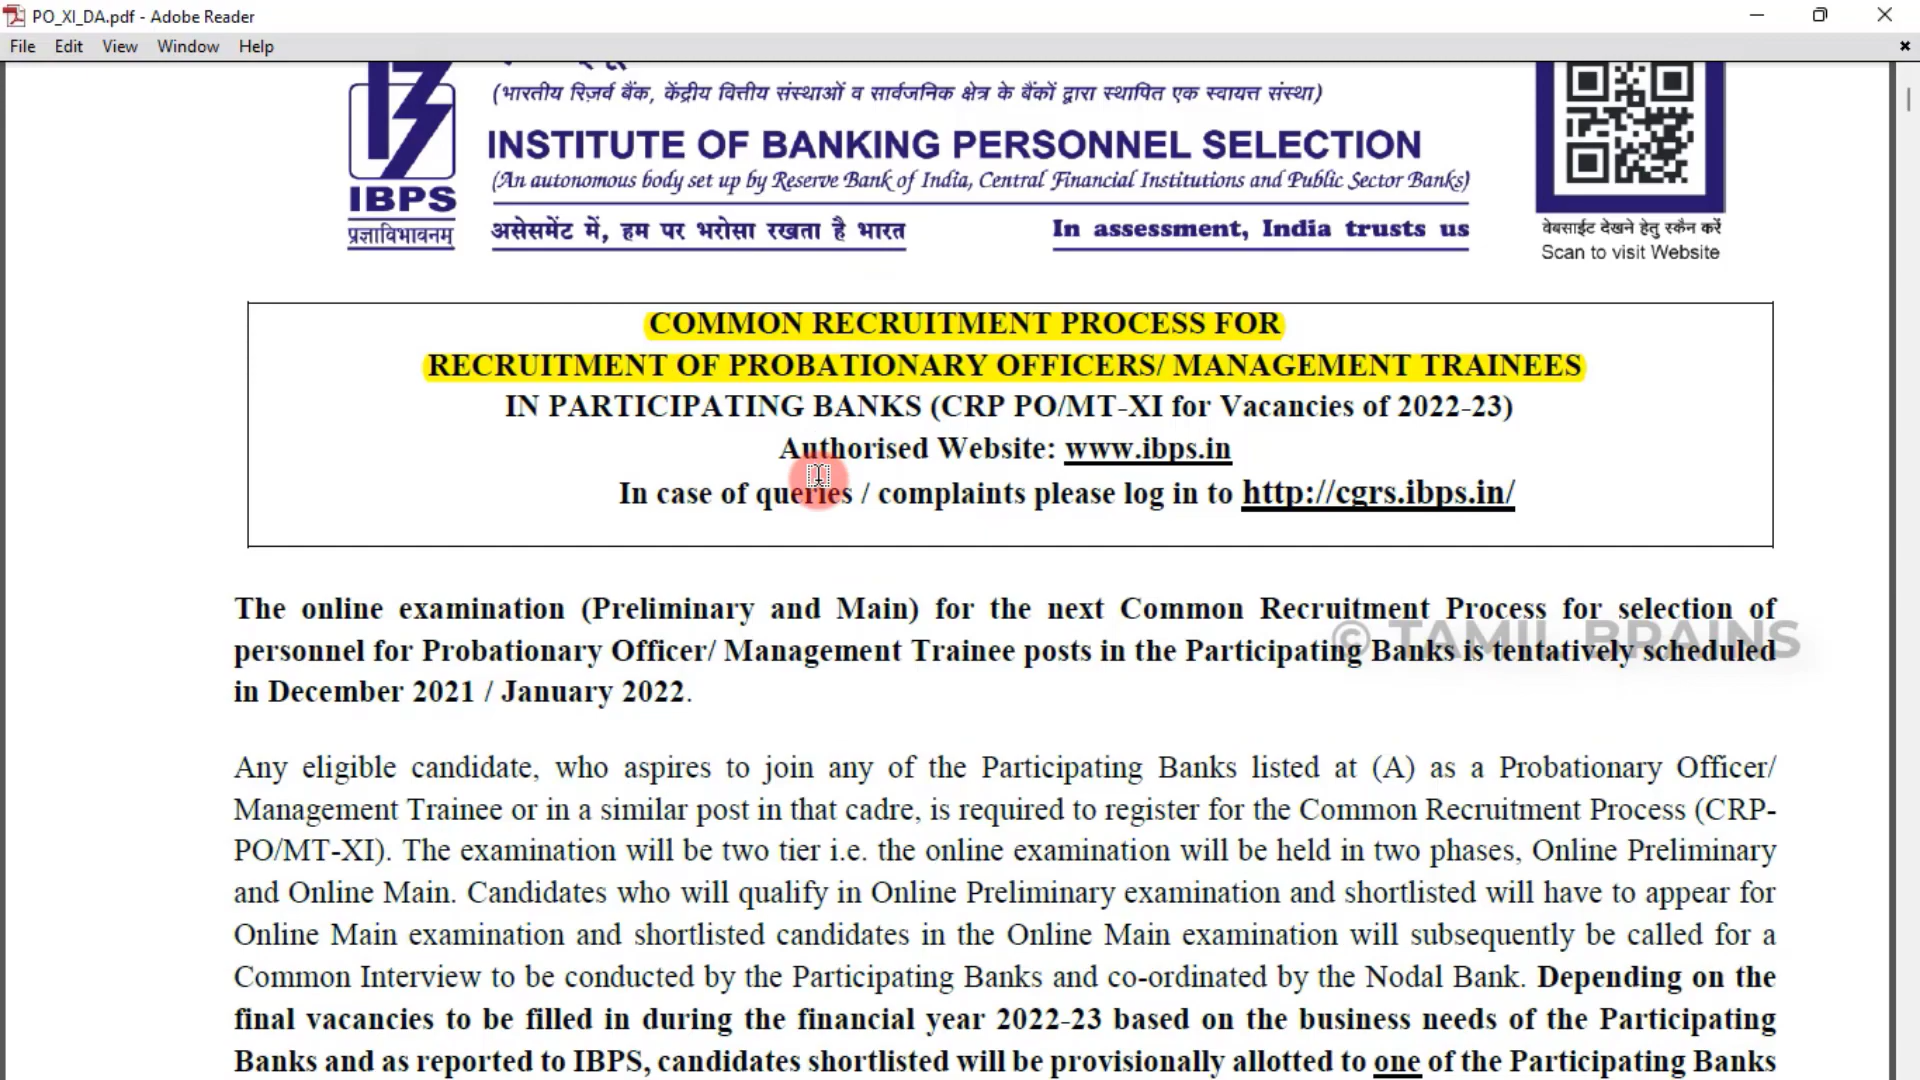 PO_XI_DA.pdf - Adobe Reader
File Edit View Window Help
(भारतीय रिज़र्व बैंक, केंद्रीय वित्तीय संस्थाओं व सार्वजनिक क्षेत्र के बैंकों द्वारा स्थापित एक स्वायत्त संस्था)
INSTITUTE OF BANKING PERSONNEL SELECTION
(An autonomous body set up by Reserve Bank of India, Central Financial Institutions and Public Sector Banks)
IBPS
प्रज्ञाविभावनम्
असेसमेंट में, हम पर भरोसा रखता है भारत
In assessment, India trusts us
वेबसाईट देखने हेतु स्कॅन करें
Scan to visit Website
COMMON RECRUITMENT PROCESS FOR
RECRUITMENT OF PROBATIONARY OFFICERS/ MANAGEMENT TRAINEES
IN PARTICIPATING BANKS (CRP PO/MT-XI for Vacancies of 2022-23)
Authorised Website: www.ibps.in
In case of queries / complaints please log in to http://cgrs.ibps.in/
The online examination (Preliminary and Main) for the next Common Recruitment Process for selection of
personnel for Probationary Officer/ Management Trainee posts in the Participating Banks is tentatively scheduled
in December 2021 / January 2022.
© TAMIL BRAINS
Any eligible candidate, who aspires to join any of the Participating Banks listed at (A) as a Probationary Officer/
Management Trainee or in a similar post in that cadre, is required to register for the Common Recruitment Process (CRP-
PO/MT-XI). The examination will be two tier i.e. the online examination will be held in two phases, Online Preliminary
and Online Main. Candidates who will qualify in Online Preliminary examination and shortlisted will have to appear for
Online Main examination and shortlisted candidates in the Online Main examination will subsequently be called for a
Common Interview to be conducted by the Participating Banks and co-ordinated by the Nodal Bank. Depending on the
final vacancies to be filled in during the financial year 2022-23 based on the business needs of the Participating
Banks and as reported to IBPS, candidates shortlisted will be provisionally allotted to one of the Participating Banks